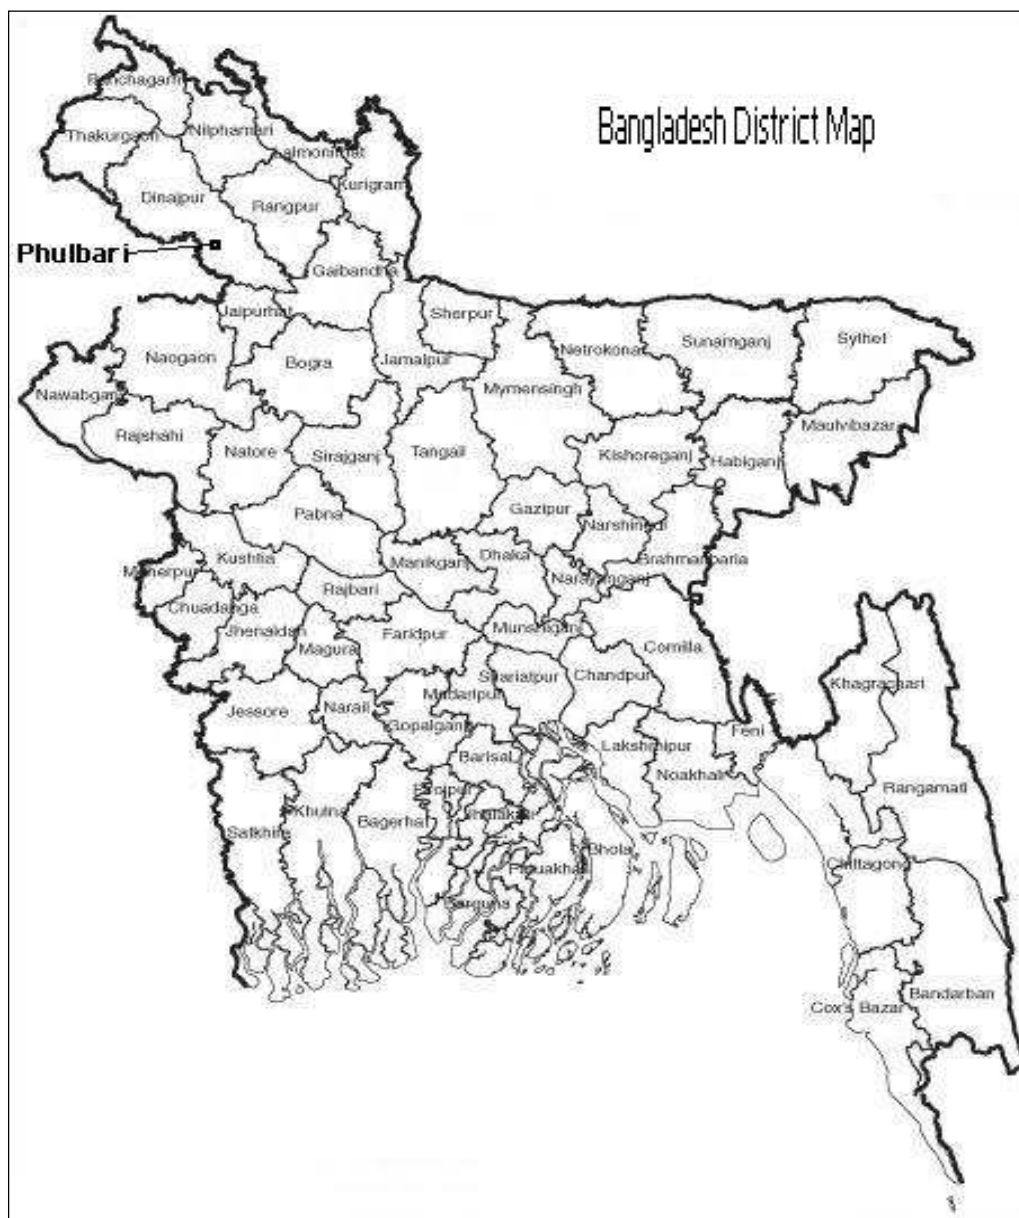 Bangladesh District Map
Panchagarh
Thakurgaon
Nilphamari
Lalmonirhat
Kurigram
Dinajpur
Rangpur
Phulbari
Gaibandha
Jaipurhat
Sherpur
Naogaon
Bogra
Jamalpur
Netrokona
Sunamganj
Sylhet
Nawabganj
Mymensingh
Rajshahi
Natore
Sirajganj
Tangail
Kishoreganj
Habiganj
Maulvibazar
Pabna
Gazipur
Narshingdi
Kushtia
Manikganj
Dhaka
Brahmanbaria
Meherpur
Rajbari
Narayanganj
Chuadanga
Jhenaidah
Magura
Faridpur
Munshiganj
Comilla
Shariatpur
Chandpur
Khagrachari
Madaripur
Jessore
Narail
Gopalganj
Feni
Barisal
Lakshmipur
Noakhali
Rangamati
Pirojpur
Khulna
Satkhira
Bagerhat
Jhalakati
Bhola
Chittagong
Patuakhali
Barguna
Bandarban
Cox's Bazar